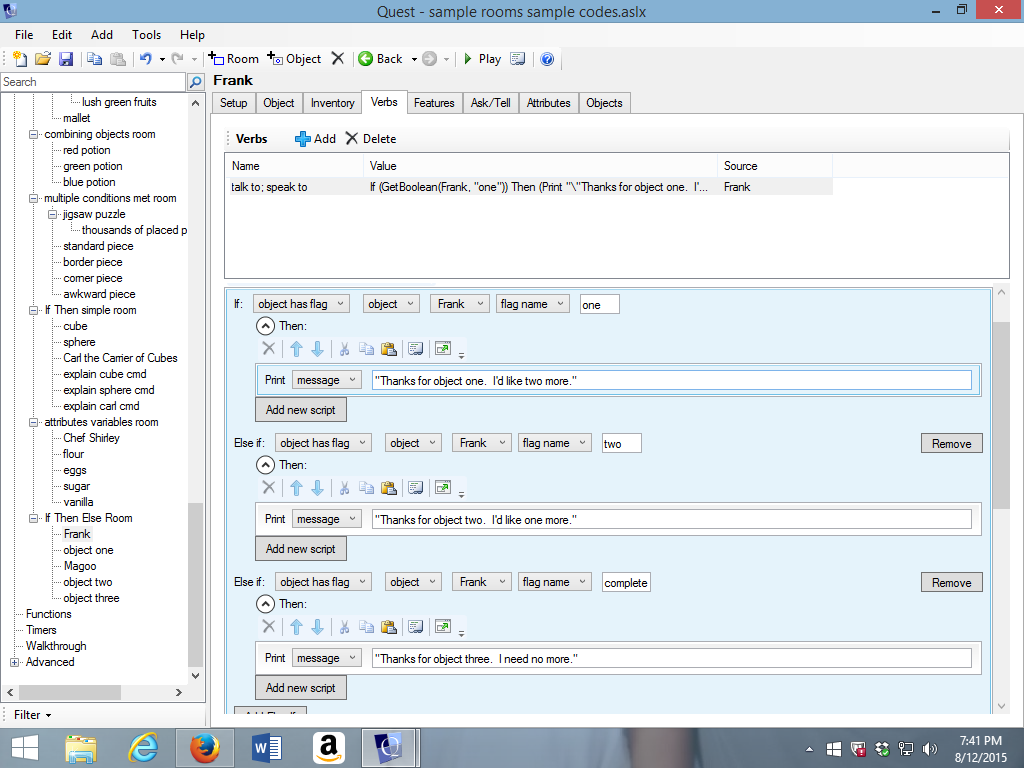 Quest - sample rooms sample codes.aslx
File Edit Add Tools Help
Room Object Back Play
Search
lush green fruits
mallet
combining objects room
red potion
green potion
blue potion
multiple conditions met room
jigsaw puzzle
thousands of placed p
standard piece
border piece
corner piece
awkward piece
If Then simple room
cube
sphere
Carl the Carrier of Cubes
explain cube cmd
explain sphere cmd
explain carl cmd
attributes variables room
Chef Shirley
flour
eggs
sugar
vanilla
If Then Else Room
Frank
object one
Magoo
object two
object three
Functions
Timers
Walkthrough
Advanced
Filter
Frank
Setup Object Inventory Verbs Features Ask/Tell Attributes Objects
Verbs Add Delete
Name Value Source
talk to; speak to If (GetBoolean(Frank, "one")) Then (Print "\"Thanks for object one.  I'... Frank
If: object has flag object Frank flag name one
Then:
Print message "Thanks for object one.  I'd like two more."
Add new script
Else if: object has flag object Frank flag name two Remove
Then:
Print message "Thanks for object two.  I'd like one more."
Add new script
Else if: object has flag object Frank flag name complete Remove
Then:
Print message "Thanks for object three.  I need no more."
Add new script
7:41 PM
8/12/2015